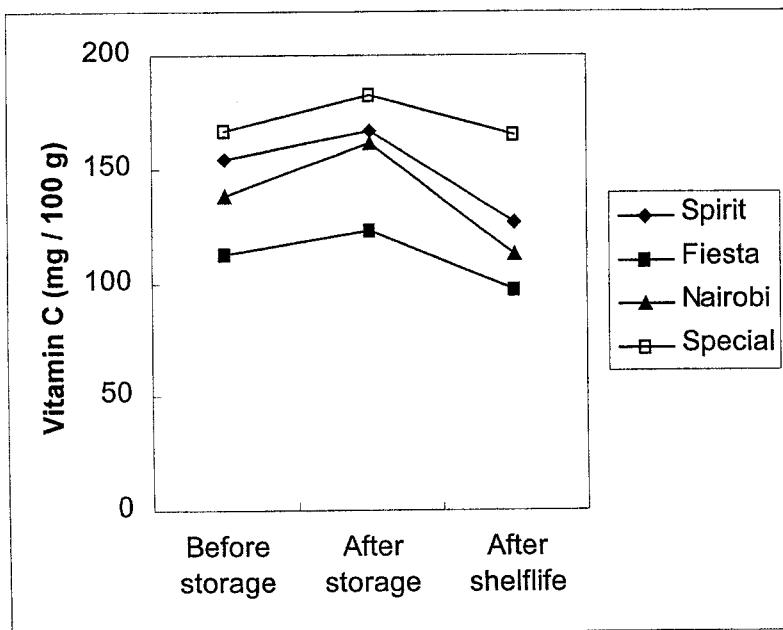 200
150
100
50
0
Vitamin C (mg / 100 g)
Before
storage
After
storage
After
shelflife
Spirit
Fiesta
Nairobi
Special